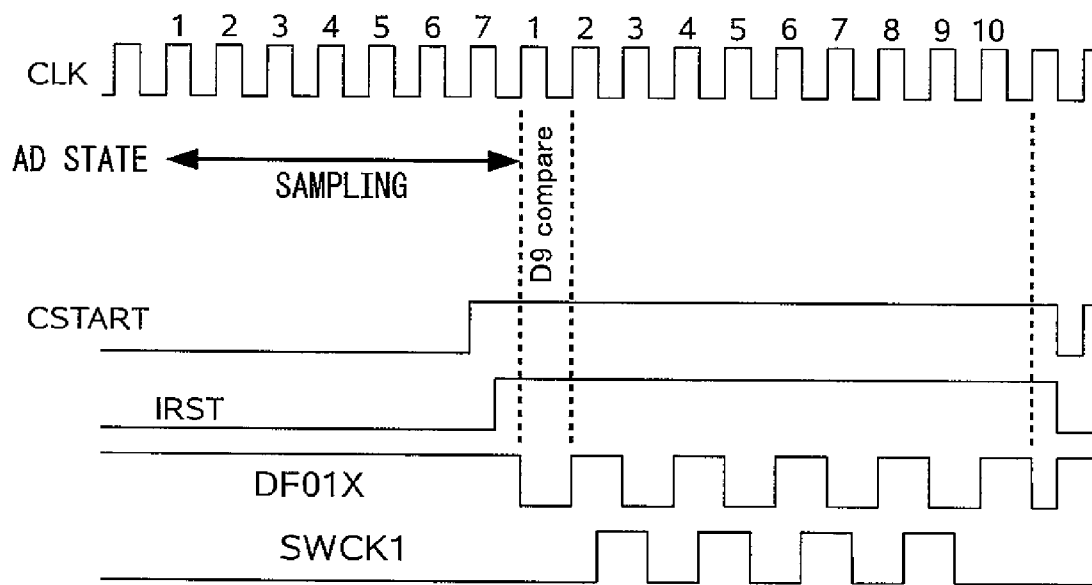 1 2 3 4 5 6 7 1 2 3 4 5 6 7 8 9 10
CLK
AD STATE
SAMPLING
D9 compare
CSTART
IRST
DF01X
SWCK1